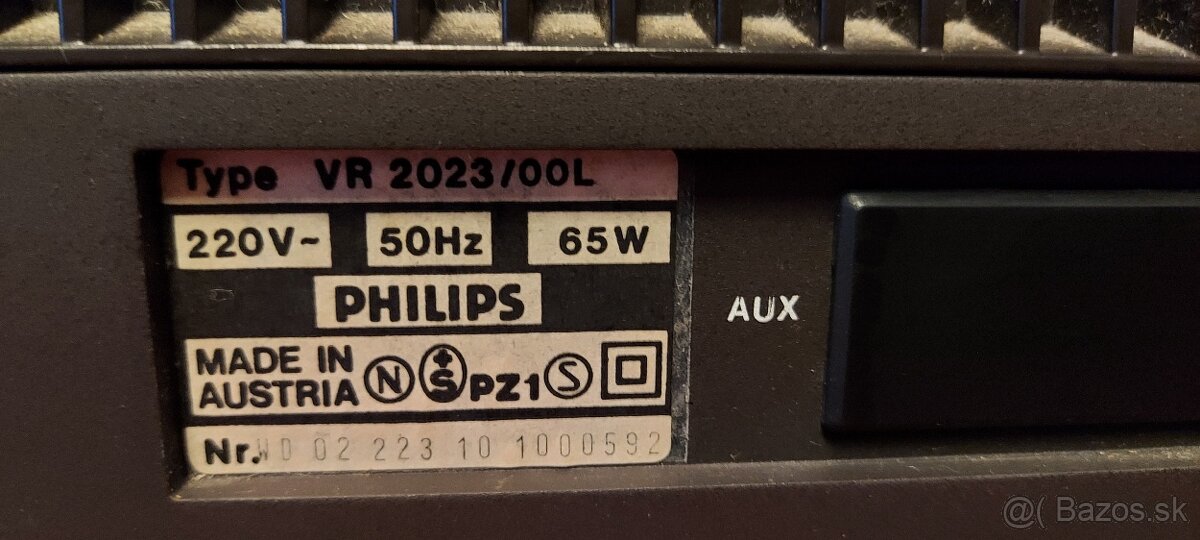 Type VR 2023/00L
220V~ 50Hz 65W
PHILIPS
AUX
MADE IN
AUSTRIA N +S PZ1 S
Nr. WD 02 223 10 1000592
@( Bazos.sk